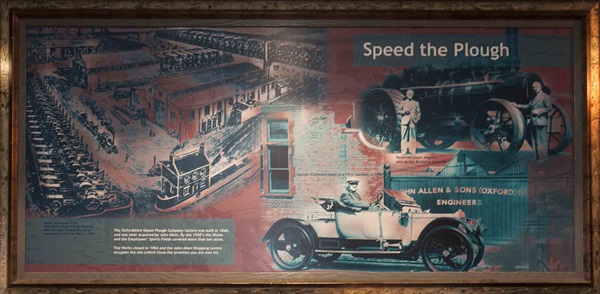 Speed the Plough
JOHN ALLEN & SONS (OXFORD)
ENGINEERS
The Oxfordshire Steam Plough Company factory was built in 1868,
and was later acquired by John Allen. By the 1930's the Works
and the Employees' Sports Fields covered more than ten acres.
The Works closed in 1984 and the John Allen Shopping Centre
occupies the site (which faces the premises you are now in).